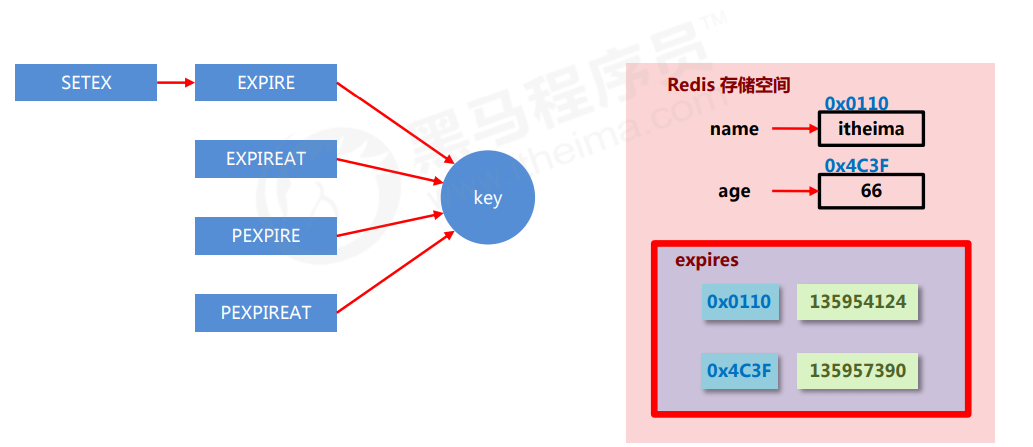 SETEX
EXPIRE
EXPIREAT
PEXPIRE
PEXPIREAT
key
Redis 存储空间
0x0110
name
itheima
0x4C3F
age
66
expires
0x0110
135954124
0x4C3F
135957390
黑马程序员™
www.itheima.com